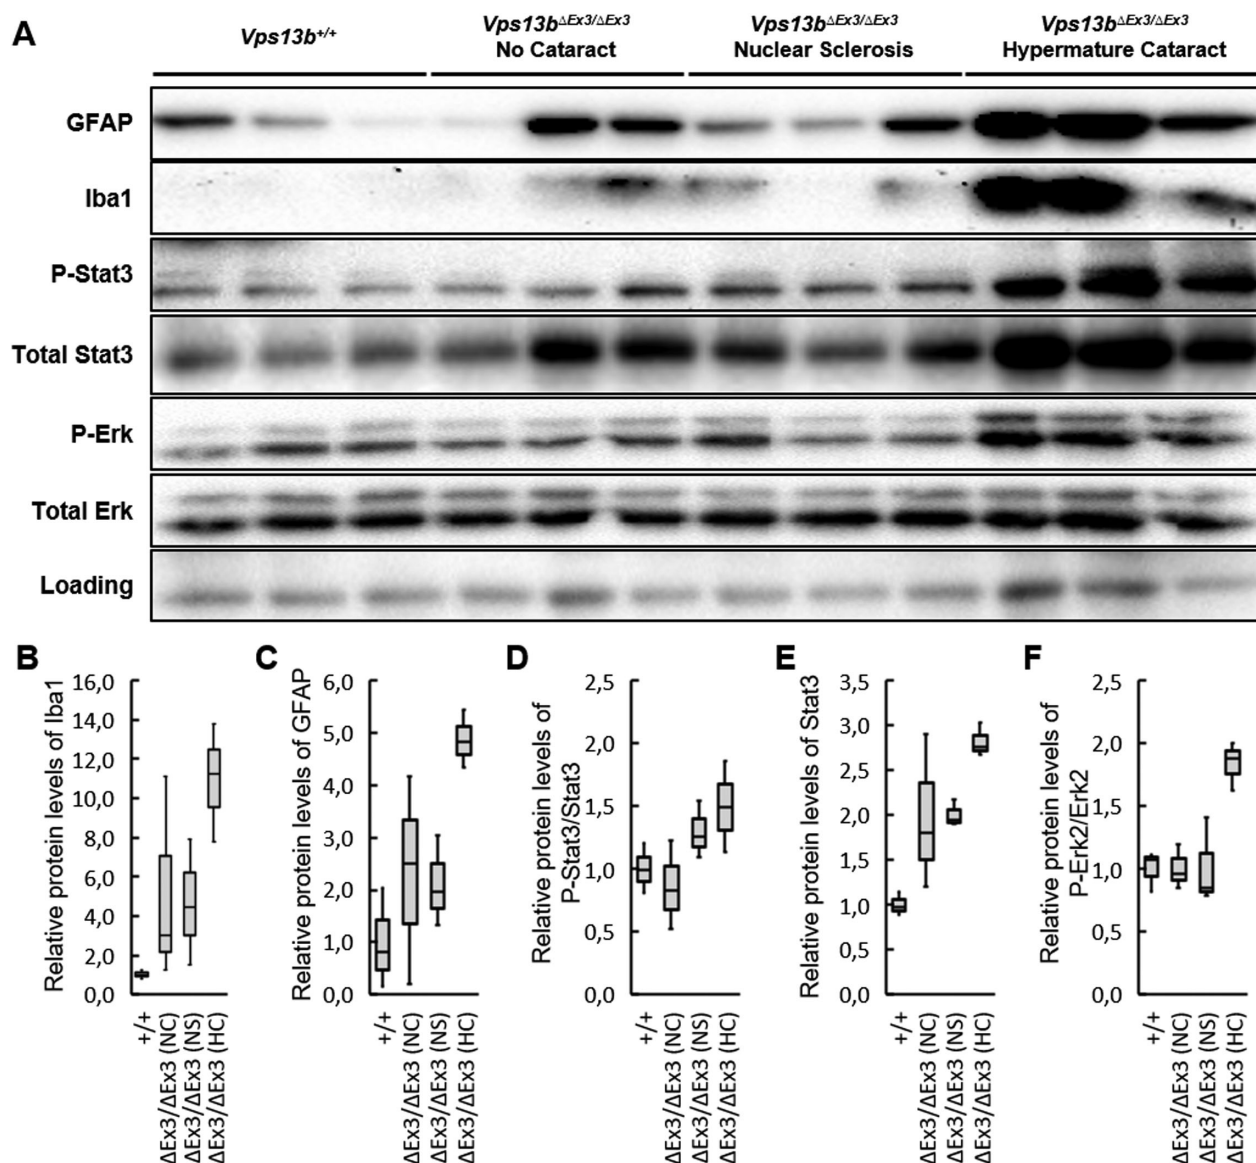 A
Vps13b+/+
Vps13bΔEx3/ΔEx3
No Cataract
Vps13bΔEx3/ΔEx3
Nuclear Sclerosis
Vps13bΔEx3/ΔEx3
Hypermature Cataract
GFAP
Iba1
P-Stat3
Total Stat3
P-Erk
Total Erk
Loading
B
Relative protein levels of Iba1
16,0
14,0
12,0
10,0
8,0
6,0
4,0
2,0
0,0
+/+
ΔEx3/ΔEx3 (NC)
ΔEx3/ΔEx3 (NS)
ΔEx3/ΔEx3 (HC)
C
Relative protein levels of GFAP
6,0
5,0
4,0
3,0
2,0
1,0
0,0
+/+
ΔEx3/ΔEx3 (NC)
ΔEx3/ΔEx3 (NS)
ΔEx3/ΔEx3 (HC)
D
Relative protein levels of
P-Stat3/Stat3
2,5
2,0
1,5
1,0
0,5
0,0
+/+
ΔEx3/ΔEx3 (NC)
ΔEx3/ΔEx3 (NS)
ΔEx3/ΔEx3 (HC)
E
Relative protein levels of Stat3
3,5
3,0
2,5
2,0
1,5
1,0
0,5
0,0
+/+
ΔEx3/ΔEx3 (NC)
ΔEx3/ΔEx3 (NS)
ΔEx3/ΔEx3 (HC)
F
Relative protein levels of
P-Erk2/Erk2
2,5
2,0
1,5
1,0
0,5
0,0
+/+
ΔEx3/ΔEx3 (NC)
ΔEx3/ΔEx3 (NS)
ΔEx3/ΔEx3 (HC)